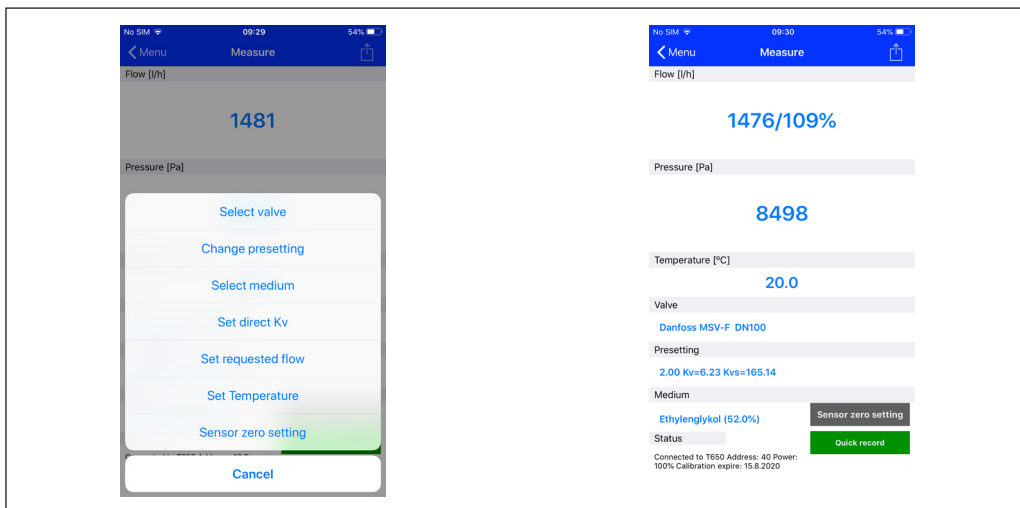 No SIM 09:29 54%
Menu Measure
Flow [l/h]
1481
Pressure [Pa]
Select valve
Change presetting
Select medium
Set direct Kv
Set requested flow
Set Temperature
Sensor zero setting
Cancel
No SIM 09:30 54%
Menu Measure
Flow [l/h]
1476/109%
Pressure [Pa]
8498
Temperature [ºC]
20.0
Valve
Danfoss MSV-F DN100
Presetting
2.00 Kv=6.23 Kvs=165.14
Medium
Ethylenglykol (52.0%)
Sensor zero setting
Status
Quick record
Connected to T650 Address: 40 Power:
100% Calibration expire: 15.8.2020